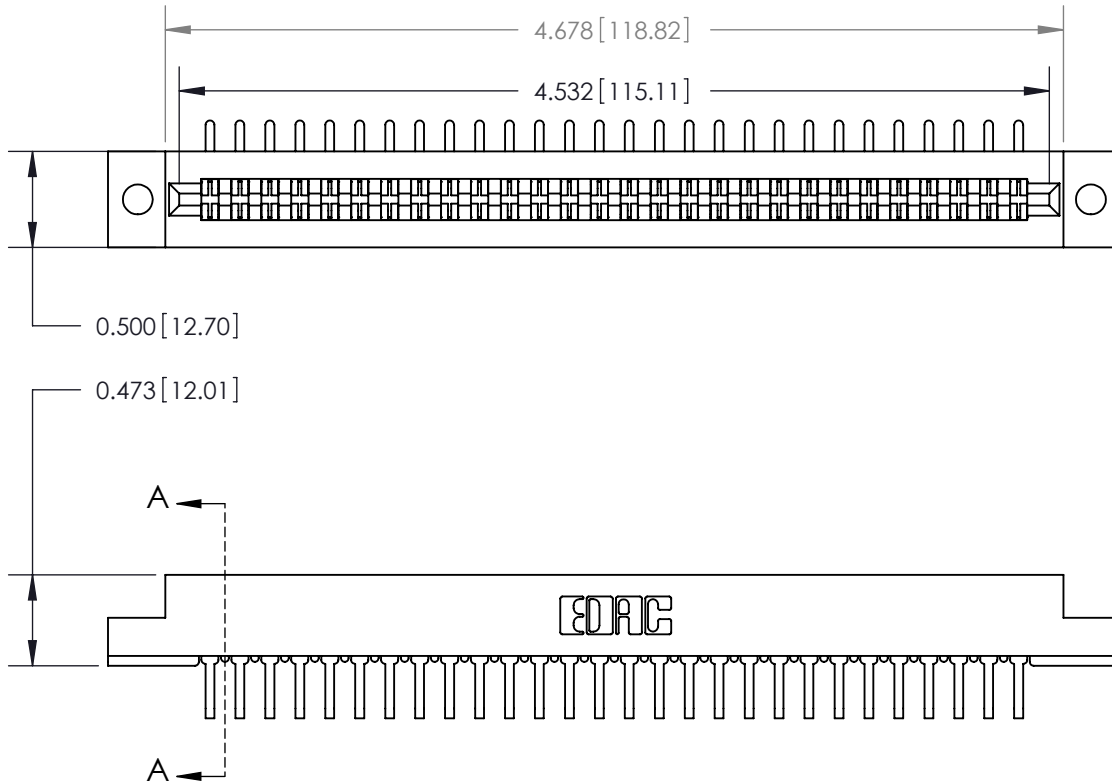 4.678 [118.82]
4.532 [115.11]
0.500 [12.70]
0.473 [12.01]
A
EDAC
A